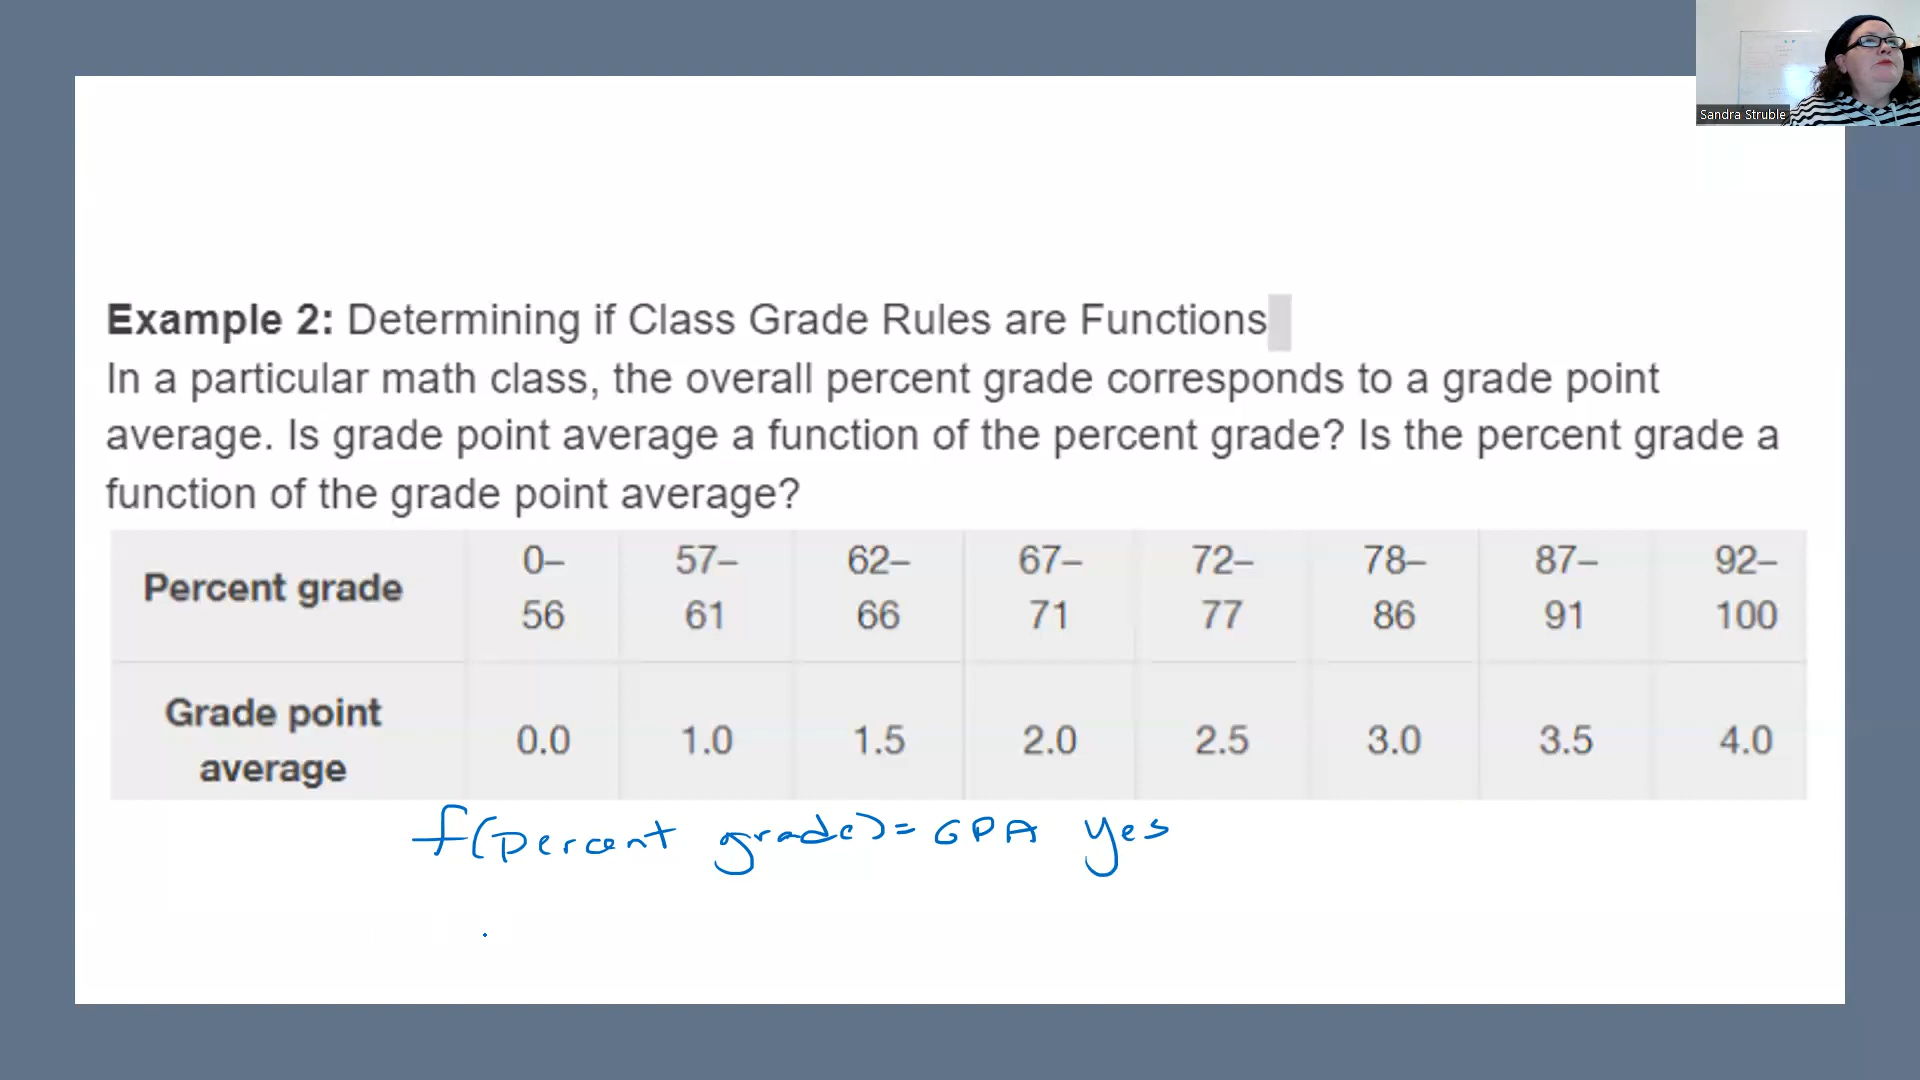 Sandra Struble
Example 2: Determining if Class Grade Rules are Functions
In a particular math class, the overall percent grade corresponds to a grade point
average. Is grade point average a function of the percent grade? Is the percent grade a
function of the grade point average?
Percent grade 0–56 57–61 62–66 67–71 72–77 78–86 87–91 92–100
Grade point average 0.0 1.0 1.5 2.0 2.5 3.0 3.5 4.0
f(percent grade)= GPA yes